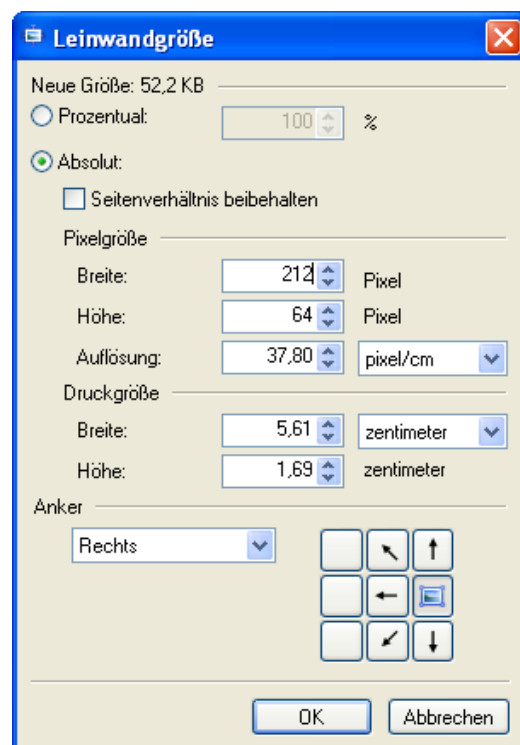 Leinwandgröße
Neue Größe: 52,2 KB
Prozentual: 100 %
Absolut:
Seitenverhältnis beibehalten
Pixelgröße
Breite: 212 Pixel
Höhe: 64 Pixel
Auflösung: 37,80 pixel/cm
Druckgröße
Breite: 5,61 zentimeter
Höhe: 1,69 zentimeter
Anker
Rechts
OK Abbrechen